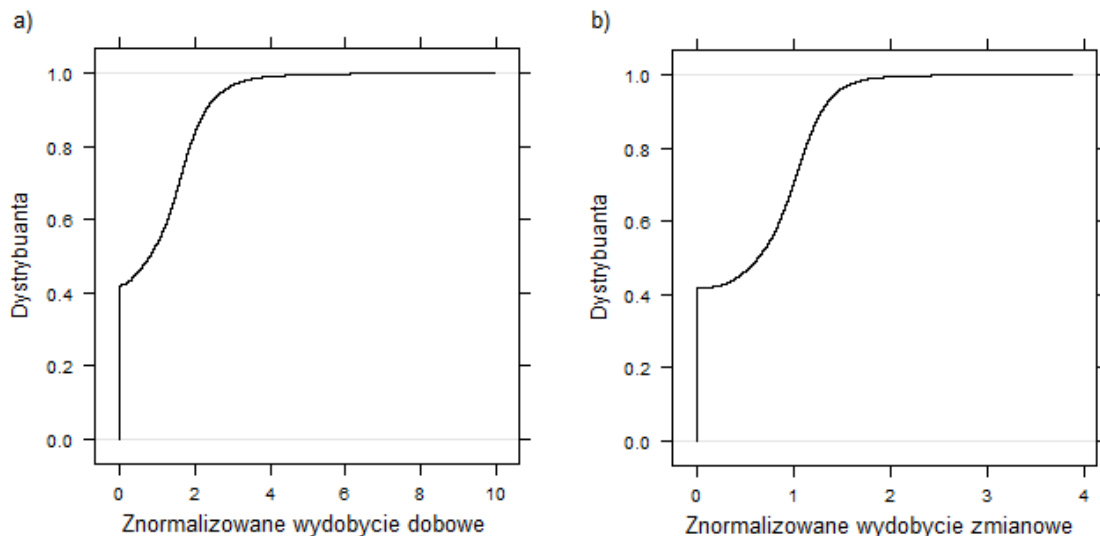 a)
Dystrybuanta
1.0
0.8
0.6
0.4
0.2
0.0
0 2 4 6 8 10
Znormalizowane wydobycie dobowe
b)
Dystrybuanta
1.0
0.8
0.6
0.4
0.2
0.0
0 1 2 3 4
Znormalizowane wydobycie zmianowe